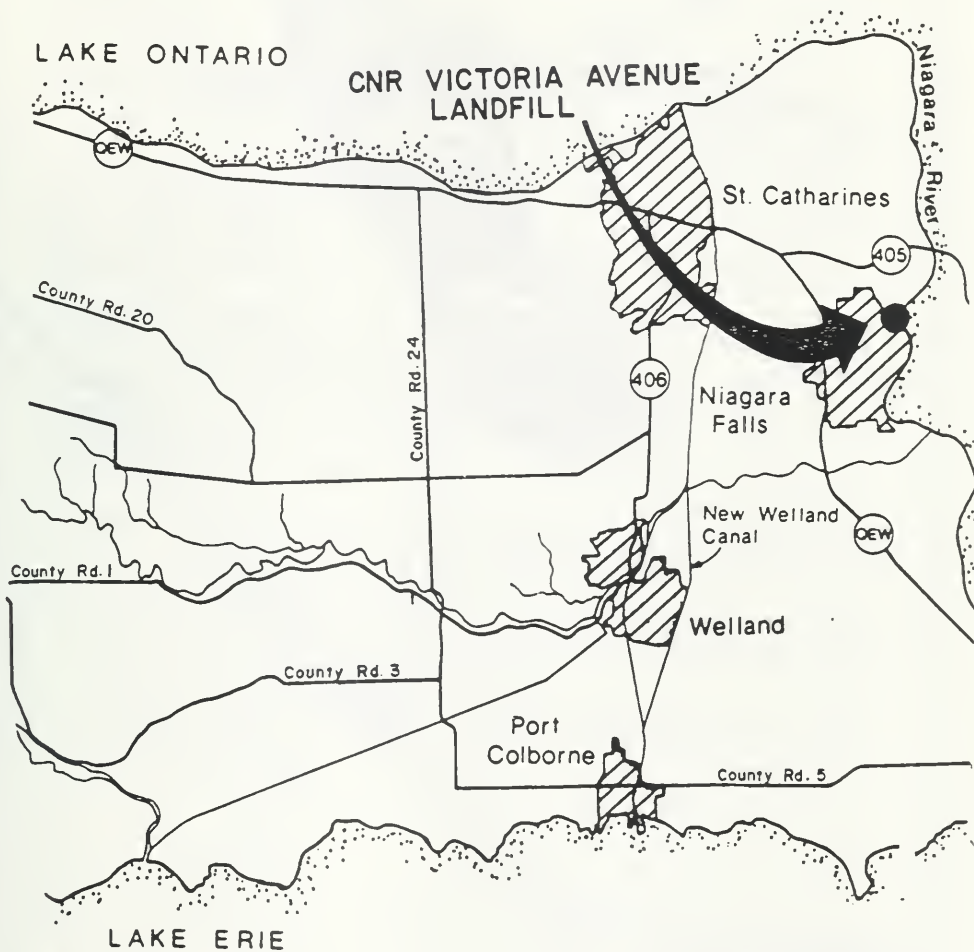 LAKE ONTARIO
CNR VICTORIA AVENUE
LANDFILL
Niagara River
QEW
St. Catharines
405
County Rd. 20
County Rd. 24
406
Niagara
Falls
New Welland
Canal
QEW
County Rd. 1
Welland
County Rd. 3
Port
Colborne
County Rd. 5
LAKE ERIE